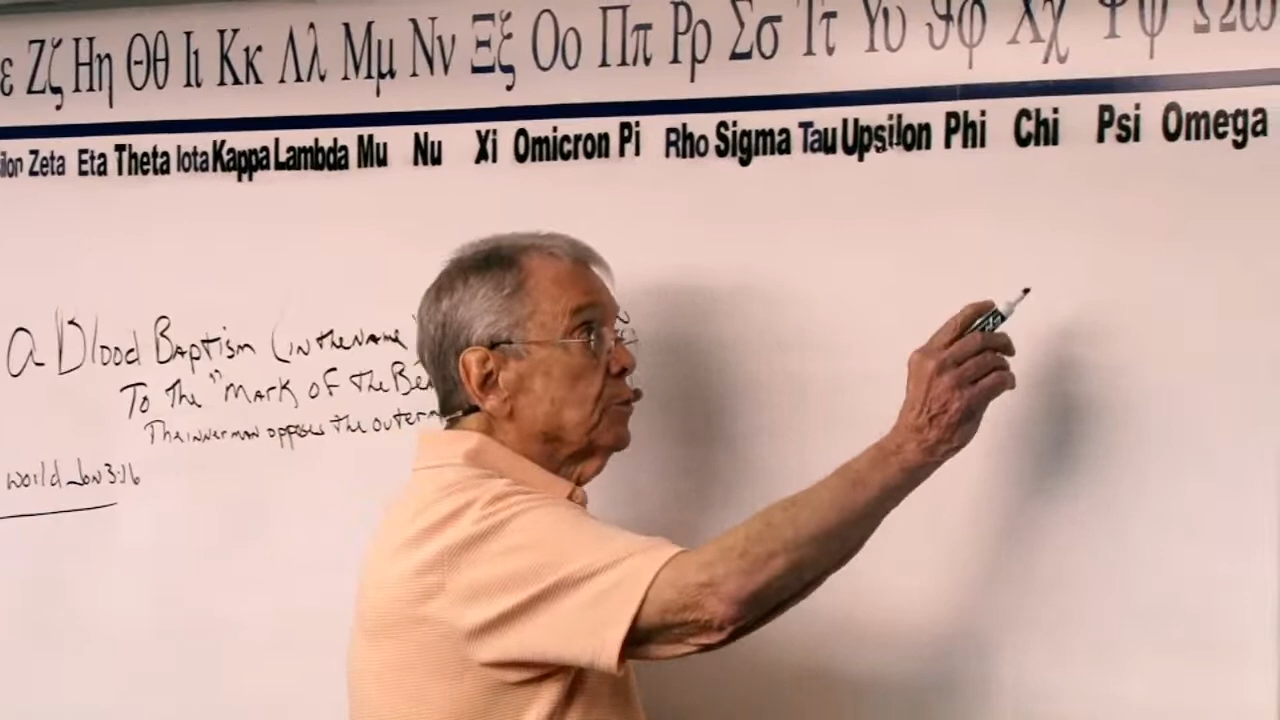 ε Ζζ Ηη Θθ Ιι Κκ Λλ Μμ Νν Ξξ Οο Ππ Ρρ Σσ Ττ Υυ ϑφ Χχ Ψψ Ωω
ilon Zeta Eta Theta Iota Kappa Lambda Mu Nu Xi Omicron Pi Rho Sigma Tau Upsilon Phi Chi Psi Omega
a Blood Baptism (in the name
To The "Mark of The Bea
The inner man opposes the outer m
world Jon 3:16